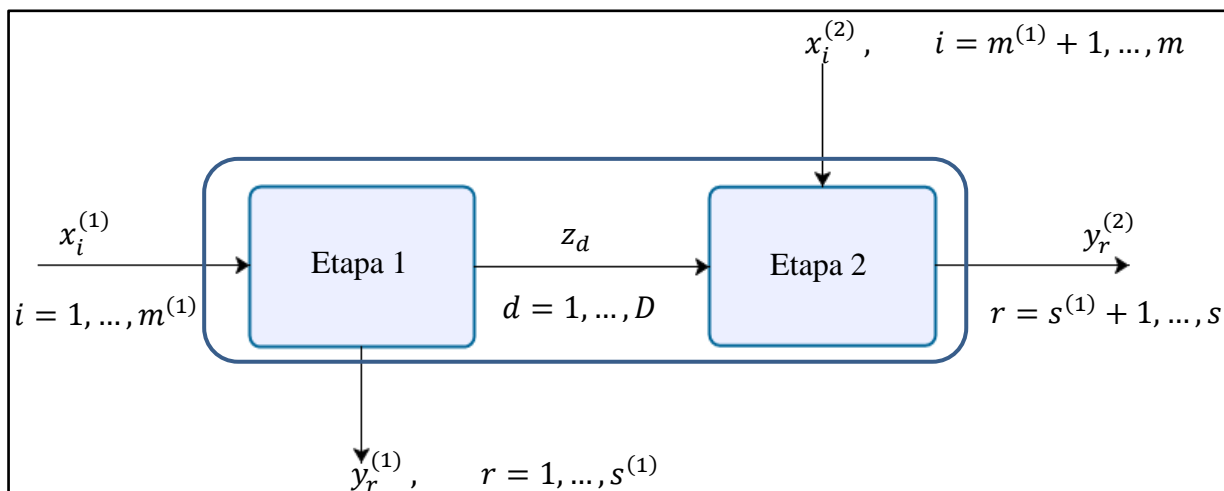 x_i^{(2)} ,    i = m^{(1)} + 1, … , m
x_i^{(1)}
Etapa 1
z_d
Etapa 2
y_r^{(2)}
i = 1, … , m^{(1)}
d = 1, … , D
r = s^{(1)} + 1, … , s
y_r^{(1)} ,    r = 1, … , s^{(1)}